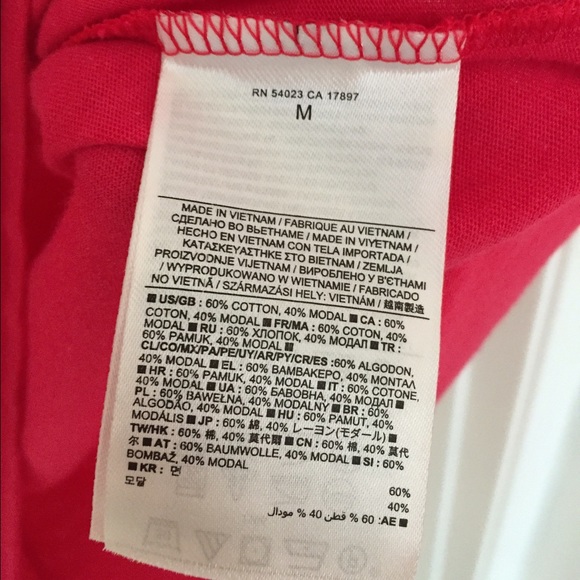 RN 54023 CA 17897
M
MADE IN VIETNAM / FABRIQUE AU VIETNAM /
СДЕЛАНО ВО ВЬЕТНАМЕ / MADE IN VIYETNAM /
HECHO EN VIETNAM CON TELA IMPORTADA /
ΚΑΤΑΣΚΕΥΑΣΤΗΚΕ ΣΤΟ ΒΙΕΤΝΑΜ / ZEMLJA
PROIZVODNJE VIJETNAM / ВИРОБЛЕНО У В'ЄТНАМІ
/ WYPRODUKOWANO W WIETNAMIE / FABRICADO
NO VIETNÃ / SZÁRMAZÁSI HELY: VIETNÁM / 越南製造
■ US/GB : 60% COTTON, 40% MODAL ■ CA : 60%
COTON, 40% MODAL ■ FR/MA : 60% COTON, 40%
MODAL ■ RU : 60% ХЛОПОК, 40% МОДАЛ ■ TR :
60% PAMUK, 40% MODAL ■
CL/CO/MX/PA/PE/UY/AR/PY/CR/ES :60% ALGODON,
40% MODAL ■ EL : 60% ΒΑΜΒΑΚΕΡΟ, 40% ΜΟΝΤΑΛ
■ HR : 60% PAMUK, 40% MODAL ■ IT : 60% COTONE,
40% MODAL ■ UA : 60% БАВОВНА, 40% МОДАЛ ■
PL : 60% BAWEŁNA, 40% MODALNY ■ BR : 60%
ALGODÃO, 40% MODAL ■ HU : 60% PAMUT, 40%
MODÁLIS ■ JP : 60% 綿, 40% レーヨン(モダール) ■
TW/HK : 60% 棉, 40% 莫代爾 ■ CN : 60% 棉, 40% 莫代
尔 ■ AT : 60% BAUMWOLLE, 40% MODAL ■ SI : 60%
BOMBAŽ, 40% MODAL
■ KR : 면 60%
모달 40%
■ AE: 60 % قطن 40 % مودال